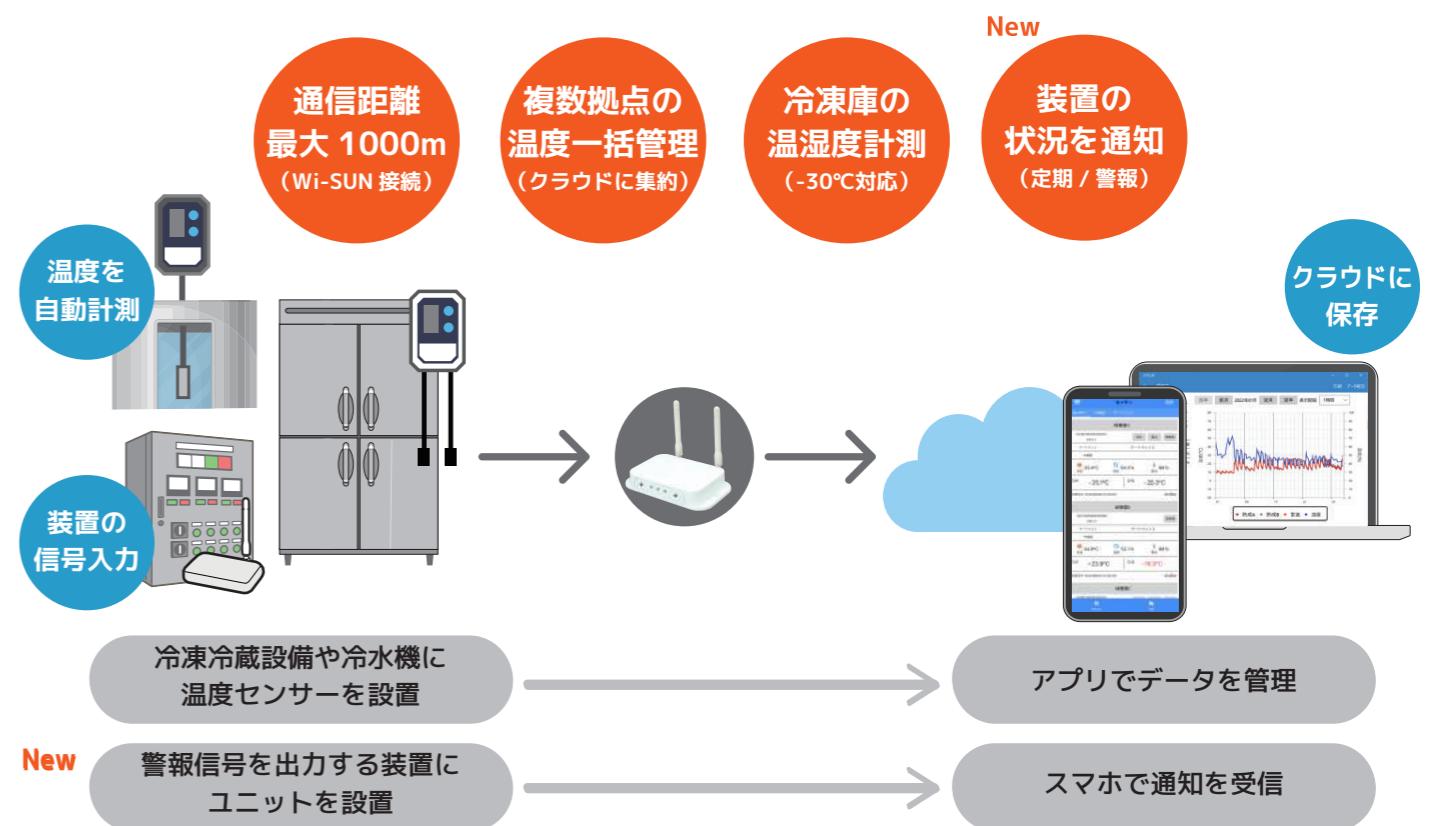 New
通信距離
最大 1000m
（Wi-SUN 接続）
複数拠点の
温度一括管理
（クラウドに集約）
冷凍庫の
温湿度計測
（-30℃対応）
装置の
状況を通知
（定期 / 警報）
温度を
自動計測
クラウドに
保存
装置の
信号入力
冷凍冷蔵設備や冷水機に
温度センサーを設置
アプリでデータを管理
New
警報信号を出力する装置に
ユニットを設置
スマホで通知を受信